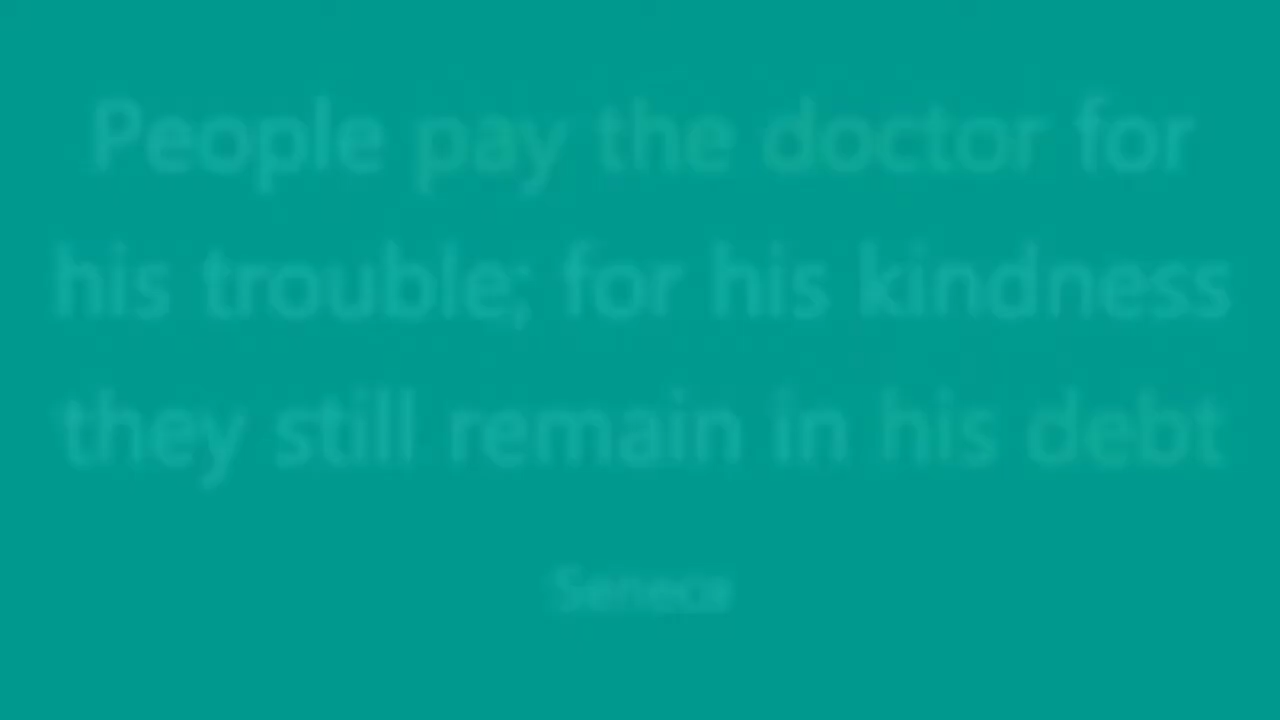 People pay the doctor for
his trouble; for his kindness
they still remain in his debt
Seneca